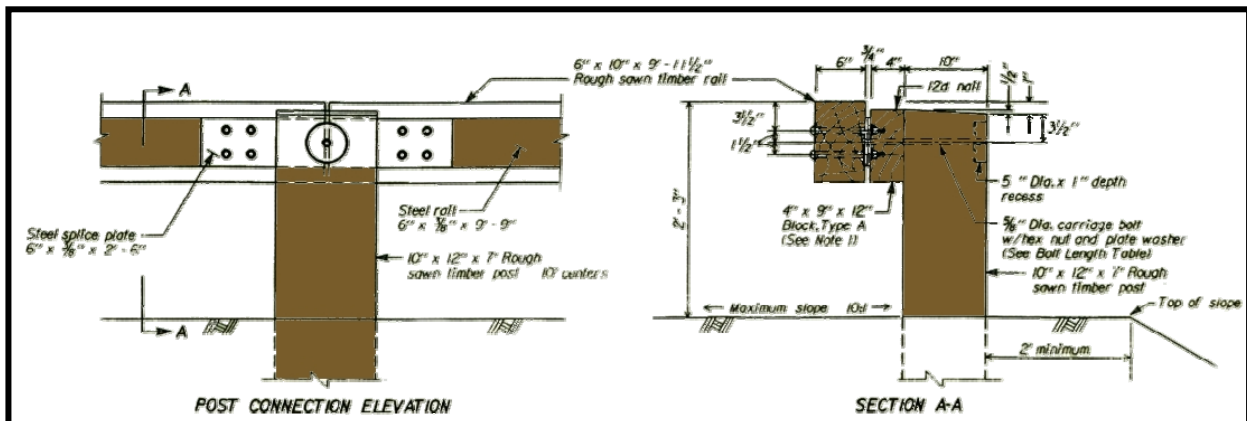 A
6" x 10" x 9' - 11 1/2"
Rough sawn timber rail
Steel rail
6" x 3/8" x 9' - 9"
Steel splice plate
6" x 3/8" x 2' - 6"
10" x 12" x 7' Rough
sawn timber post 10' centers
A
POST CONNECTION ELEVATION
6"
3/4"
4"
10"
12d nail
1/2"
1"
3 1/2"
1 1/2"
3 1/2"
2' - 3"
4" x 9" x 12"
Block, Type A
(See Note 1)
5" Dia. x 1" depth
recess
5/8" Dia. carriage bolt
w/hex nut and plate washer
(See Bolt Length Table)
10" x 12" x 7' Rough
sawn timber post
Maximum slope 10:1
Top of slope
2' minimum
SECTION A-A